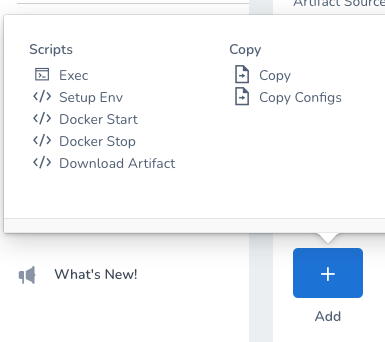 Artifact Source
Scripts
Exec
Setup Env
Docker Start
Docker Stop
Download Artifact
Copy
Copy
Copy Configs
What's New!
Add